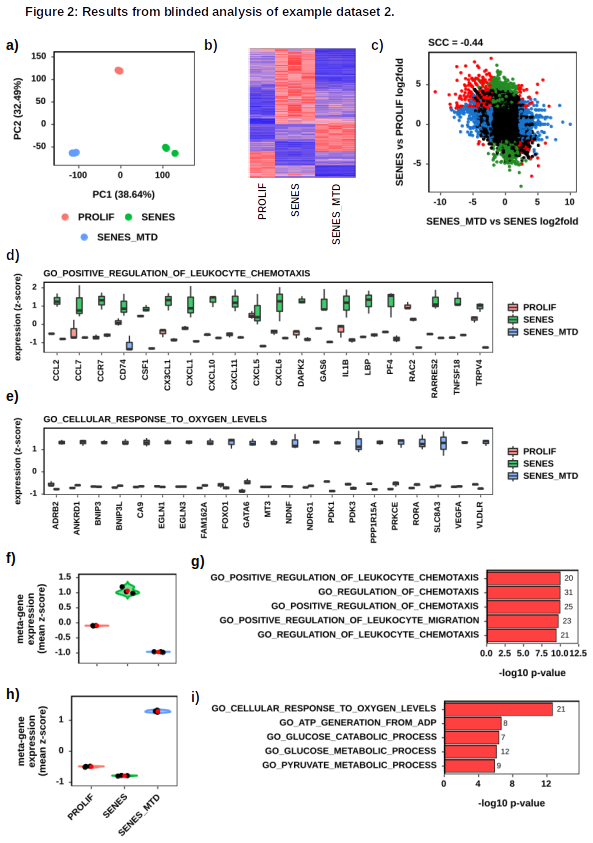 Figure 2: Results from blinded analysis of example dataset 2.
a)
PC2 (32.49%)
150
100
50
0
-50
-100
0
100
PC1 (38.64%)
PROLIF
SENES
SENES_MTD
b)
PROLIF
SENES
SENES_MTD
c)
SCC = -0.44
SENES vs PROLIF log2fold
5
0
-5
-10
-5
0
5
10
SENES_MTD vs SENES log2fold
d)
GO_POSITIVE_REGULATION_OF_LEUKOCYTE_CHEMOTAXIS
expression (z-score)
2
1
0
-1
CCL2
CCL7
CCR7
CD74
CSF1
CX3CL1
CXCL1
CXCL10
CXCL11
CXCL5
CXCL6
DAPK2
GAS6
IL1B
LBP
PF4
RAC2
RARRES2
TNFSF18
TRPV4
PROLIF
SENES
SENES_MTD
e)
GO_CELLULAR_RESPONSE_TO_OXYGEN_LEVELS
expression (z-score)
1
0
-1
ADRB2
ANKRD1
BNIP3
BNIP3L
CA9
EGLN1
EGLN3
FAM162A
FOXO1
GATA6
MT3
NDNF
NDRG1
PDK1
PDK3
PPP1R15A
PRKCE
RORA
SLC8A3
VEGFA
VLDLR
PROLIF
SENES
SENES_MTD
f)
meta-gene
expression
(mean z-score)
1.5
1.0
0.5
0.0
-0.5
-1.0
g)
GO_POSITIVE_REGULATION_OF_LEUKOCYTE_CHEMOTAXIS
20
GO_REGULATION_OF_CHEMOTAXIS
31
GO_POSITIVE_REGULATION_OF_CHEMOTAXIS
25
GO_POSITIVE_REGULATION_OF_LEUKOCYTE_MIGRATION
23
GO_REGULATION_OF_LEUKOCYTE_CHEMOTAXIS
21
0.0 2.5 5.0 7.5 10.0 12.5
-log10 p-value
h)
meta-gene
expression
(mean z-score)
1
0
-1
PROLIF
SENES
SENES_MTD
i)
GO_CELLULAR_RESPONSE_TO_OXYGEN_LEVELS
21
GO_ATP_GENERATION_FROM_ADP
8
GO_GLUCOSE_CATABOLIC_PROCESS
7
GO_GLUCOSE_METABOLIC_PROCESS
12
GO_PYRUVATE_METABOLIC_PROCESS
9
0 4 8 12
-log10 p-value